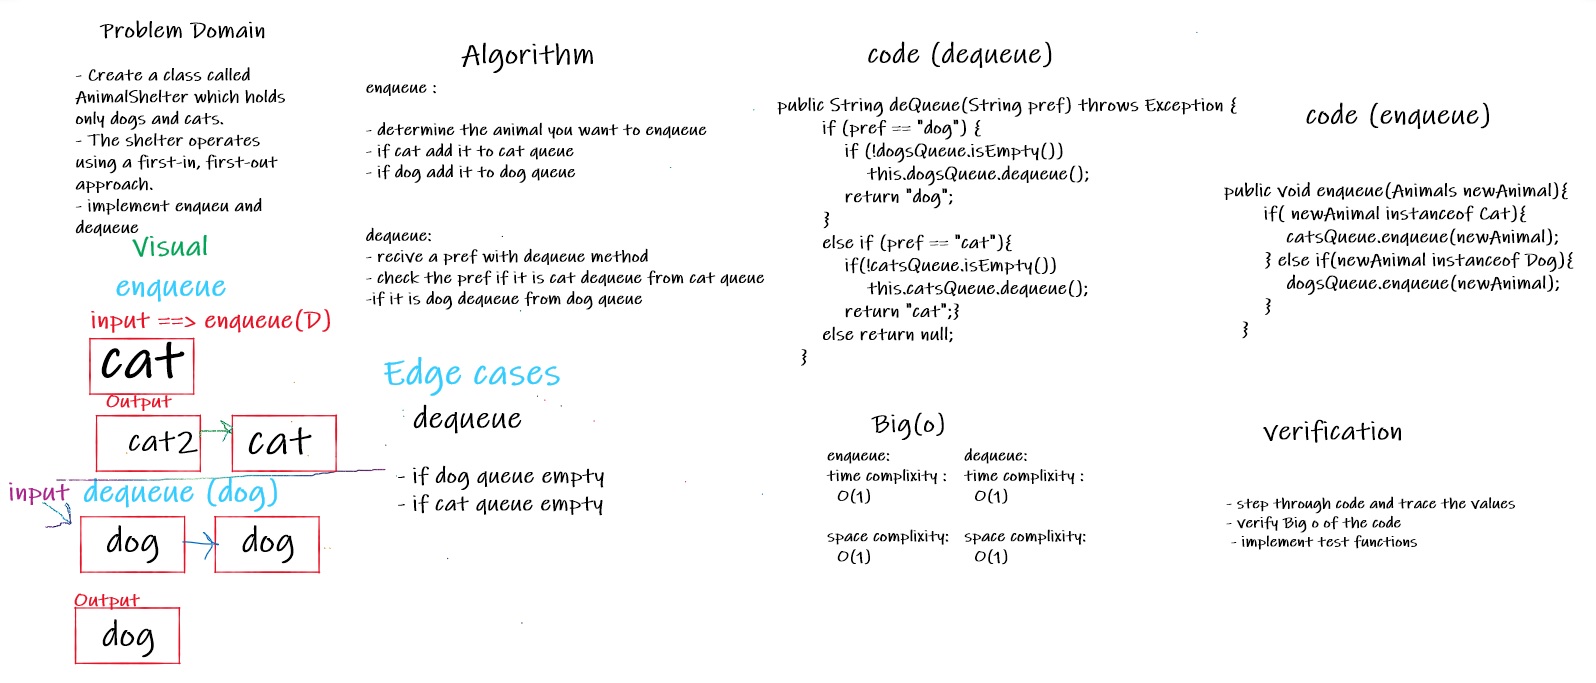 Problem Domain
- Create a class called
AnimalShelter which holds
only dogs and cats.
- The shelter operates
using a first-in, first-out
approach.
- implement enqueu and
dequeue
Visual
enqueue
input ==> enqueue(D)
cat
Output
cat2
cat
input
dequeue (dog)
dog
dog
Output
dog
Algorithm
enqueue :
- determine the animal you want to enqueue
- if cat add it to cat queue
- if dog add it to dog queue
dequeue:
- recive a pref with dequeue method
- check the pref if it is cat dequeue from cat queue
-if it is dog dequeue from dog queue
Edge cases
dequeue
- if dog queue empty
- if cat queue empty
code (dequeue)
public String deQueue(String pref) throws Exception {
if (pref == "dog") {
if (!dogsQueue.isEmpty())
this.dogsQueue.dequeue();
return "dog";
}
else if (pref == "cat"){
if(!catsQueue.isEmpty())
this.catsQueue.dequeue();
return "cat";}
else return null;
}
Big(o)
enqueue:
time complixity :
O(1)
space complixity:
O(1)
dequeue:
time complixity :
O(1)
space complixity:
O(1)
code (enqueue)
public void enqueue(Animals newAnimal){
if( newAnimal instanceof Cat){
catsQueue.enqueue(newAnimal);
} else if(newAnimal instanceof Dog){
dogsQueue.enqueue(newAnimal);
}
}
verification
- step through code and trace the values
- verify Big o of the code
- implement test functions